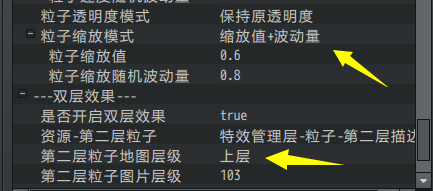 粒子透明度模式 保持原透明度
粒子缩放模式 缩放值+波动量
粒子缩放值 0.6
粒子缩放随机波动量 0.8
---双层效果---
是否开启双层效果 true
资源-第二层粒子 特效管理层-粒子-第二层描边
第二层粒子地图层级 上层
第二层粒子图片层级 103